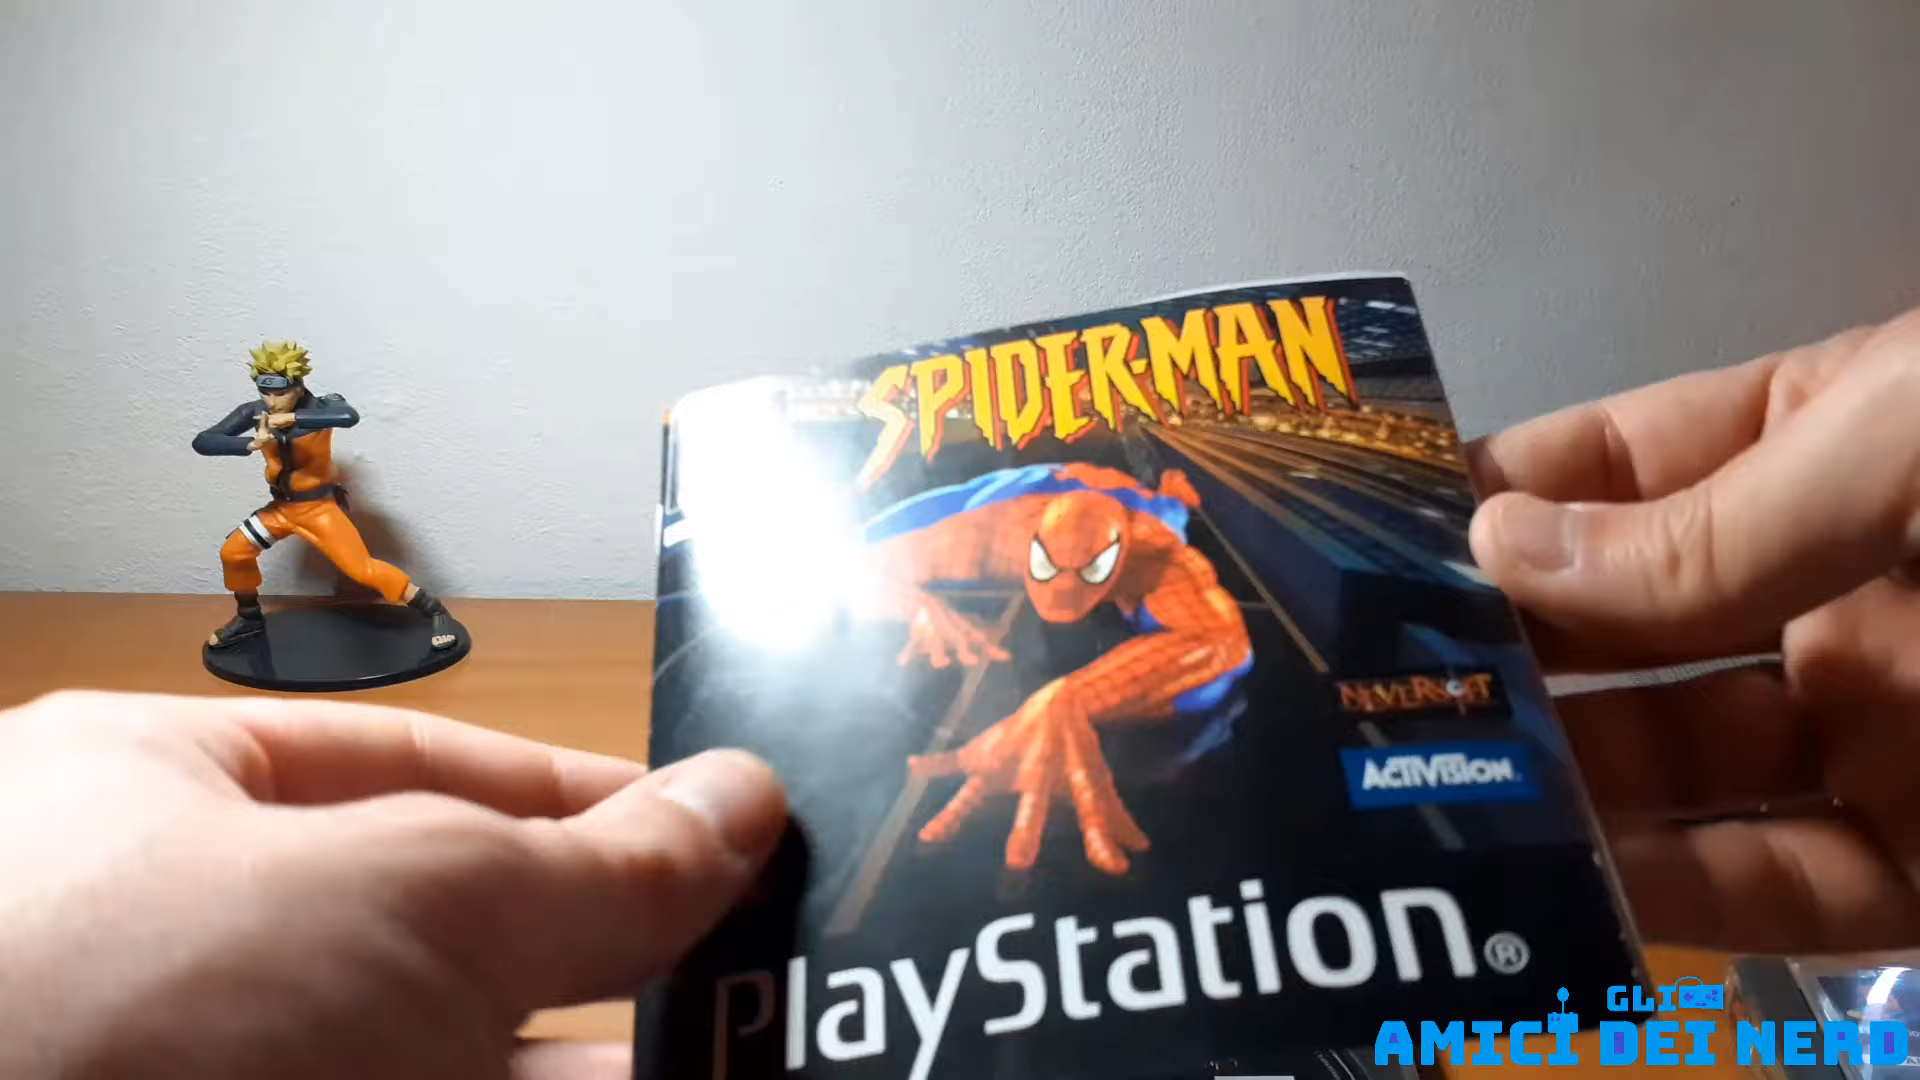 SPIDER-MAN
NEVERSOFT
ACTIVISION
PlayStation®
GLI
AMICI DEI NERD